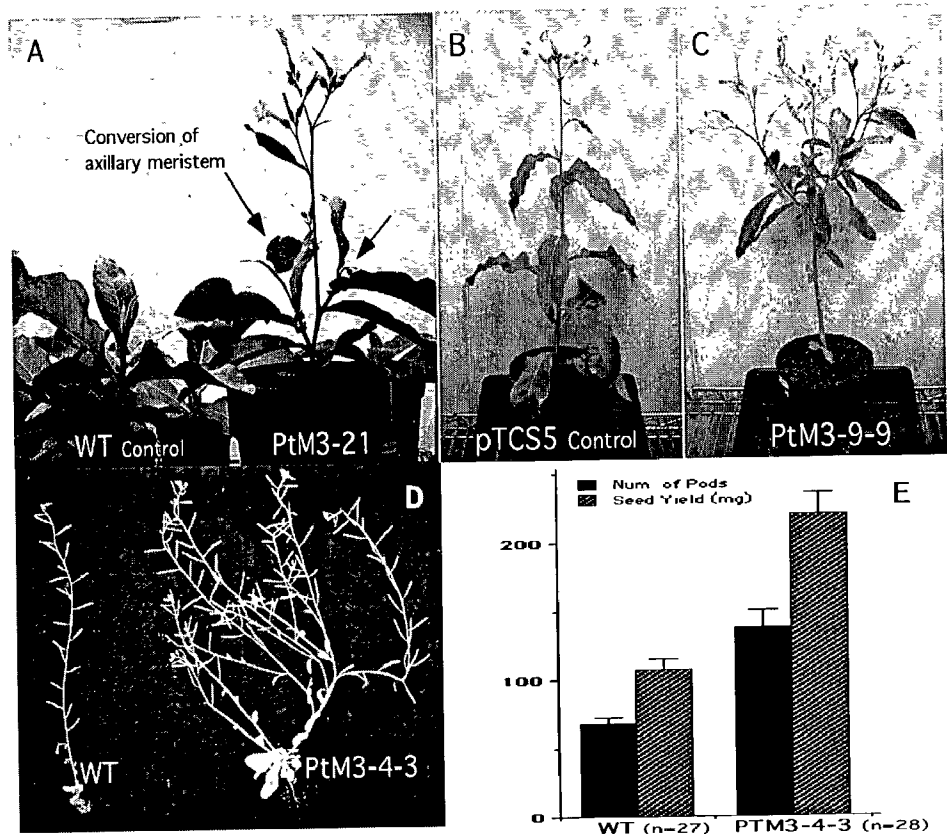 A
Conversion of
axillary meristem
WT Control
PtM3-21
B
pTCS5 Control
C
PtM3-9-9
D
WT
PtM3-4-3
E
Num. of Pods
Seed Yield (mg)
200
100
0
WT (n=27)
PTM3-4-3 (n=28)